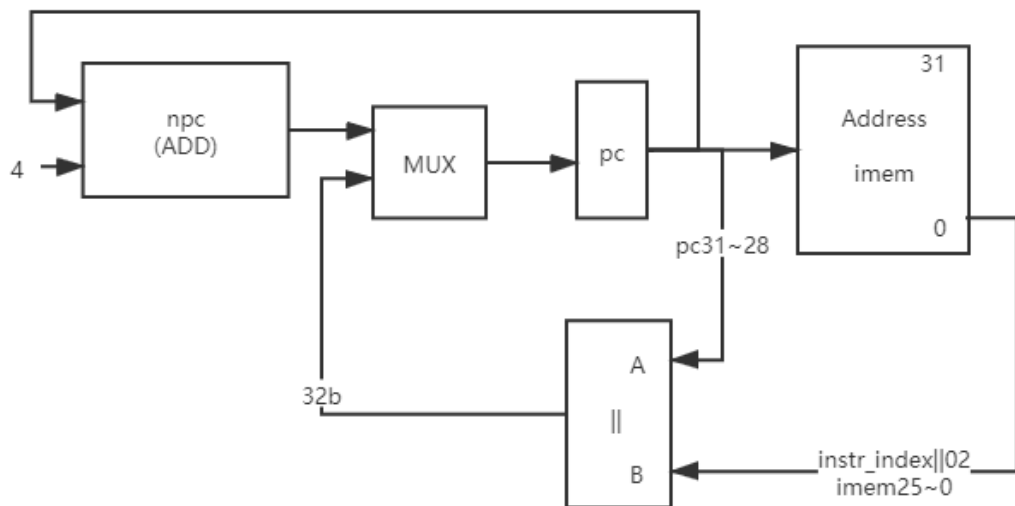 31
npc
(ADD)
Address
4
MUX
pc
imem
0
pc31~28
A
32b
||
B
instr_index||02
imem25~0